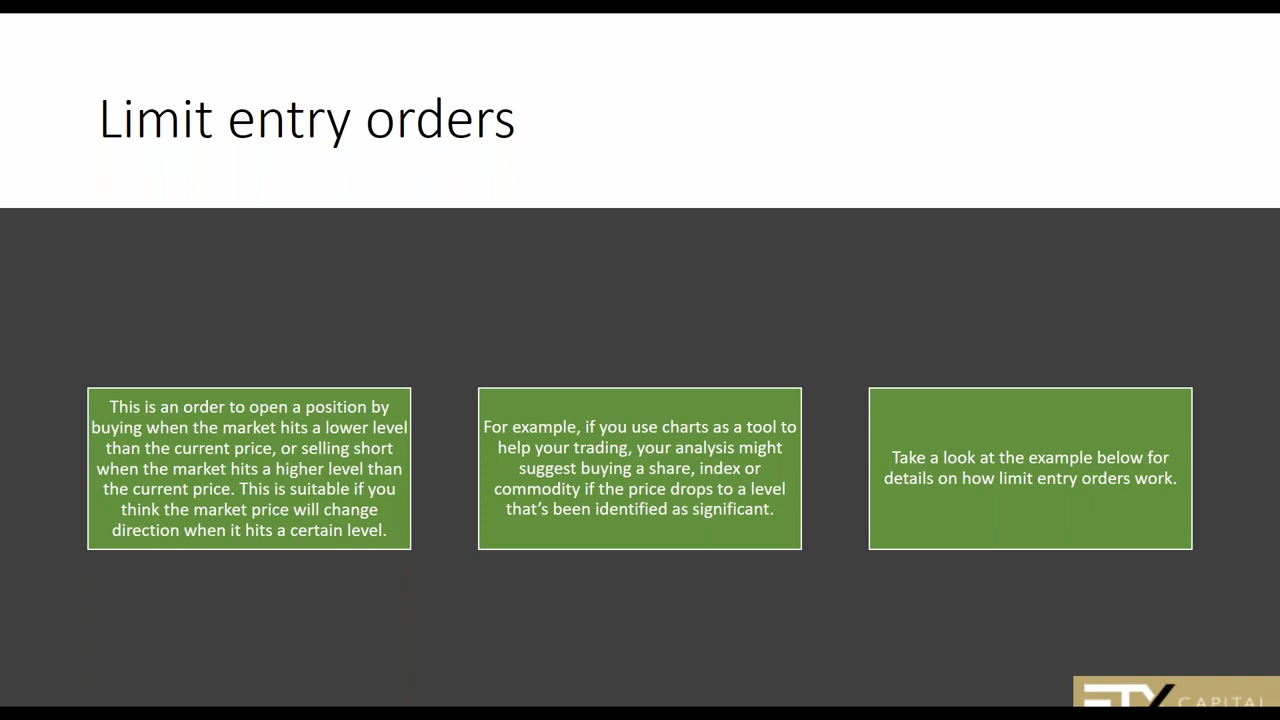 Limit entry orders
This is an order to open a position by
buying when the market hits a lower level
than the current price, or selling short
when the market hits a higher level than
the current price. This is suitable if you
think the market price will change
direction when it hits a certain level.
For example, if you use charts as a tool to
help your trading, your analysis might
suggest buying a share, index or
commodity if the price drops to a level
that’s been identified as significant.
Take a look at the example below for
details on how limit entry orders work.
ETX CAPITAL